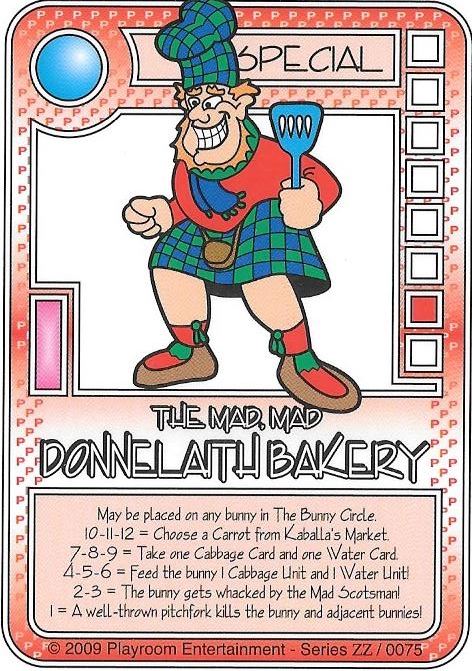 SPECIAL
THE MAD, MAD
DONNELAITH BAKERY
May be placed on any bunny in The Bunny Circle.
10-11-12 = Choose a Carrot from Kaballa's Market.
7-8-9 = Take one Cabbage Card and one Water Card.
4-5-6 = Feed the bunny 1 Cabbage Unit and 1 Water Unit!
2-3 = The bunny gets whacked by the Mad Scotsman!
1 = A well-thrown pitchfork kills the bunny and adjacent bunnies!
© 2009 Playroom Entertainment - Series ZZ / 0075